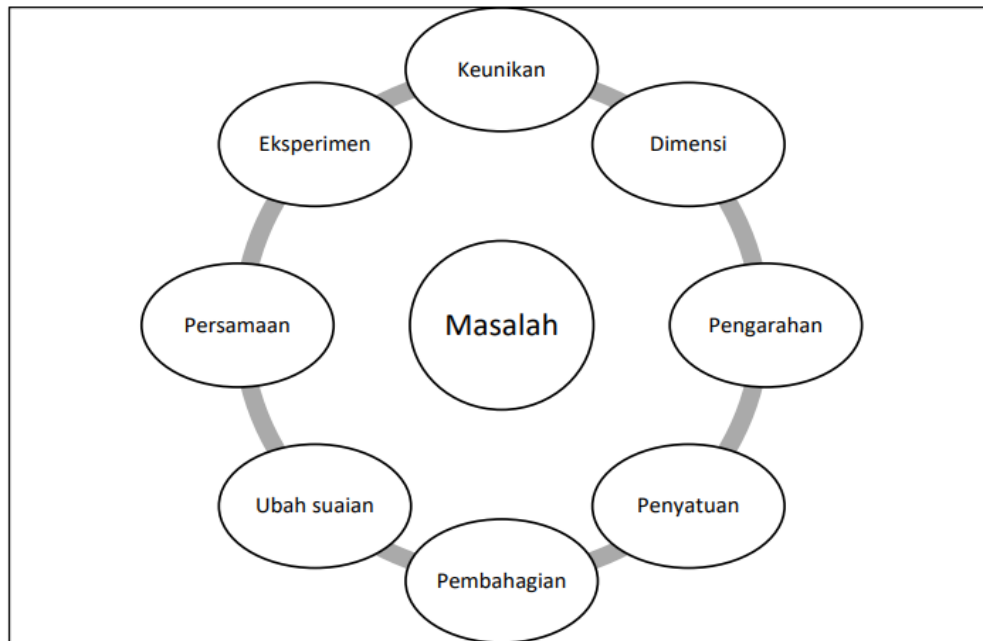 Keunikan
Eksperimen
Dimensi
Persamaan
Masalah
Pengarahan
Ubah suaian
Penyatuan
Pembahagian